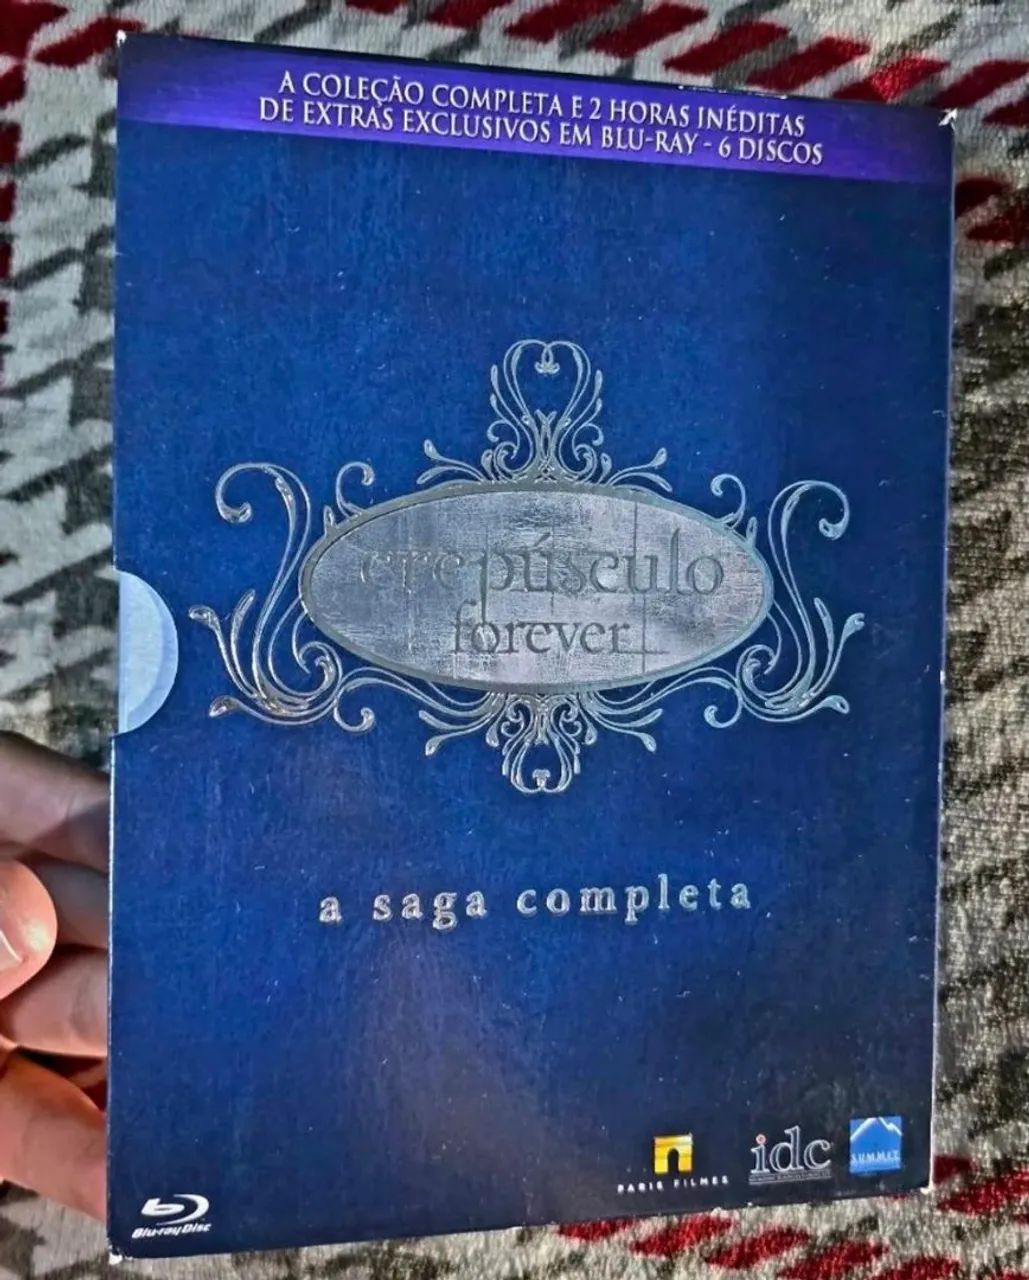 A COLEÇÃO COMPLETA E 2 HORAS INÉDITAS
DE EXTRAS EXCLUSIVOS EM BLU-RAY - 6 DISCOS
crepúsculo
forever
a saga completa
PARIS FILMES
idc
SUMMIT
Blu-ray Disc